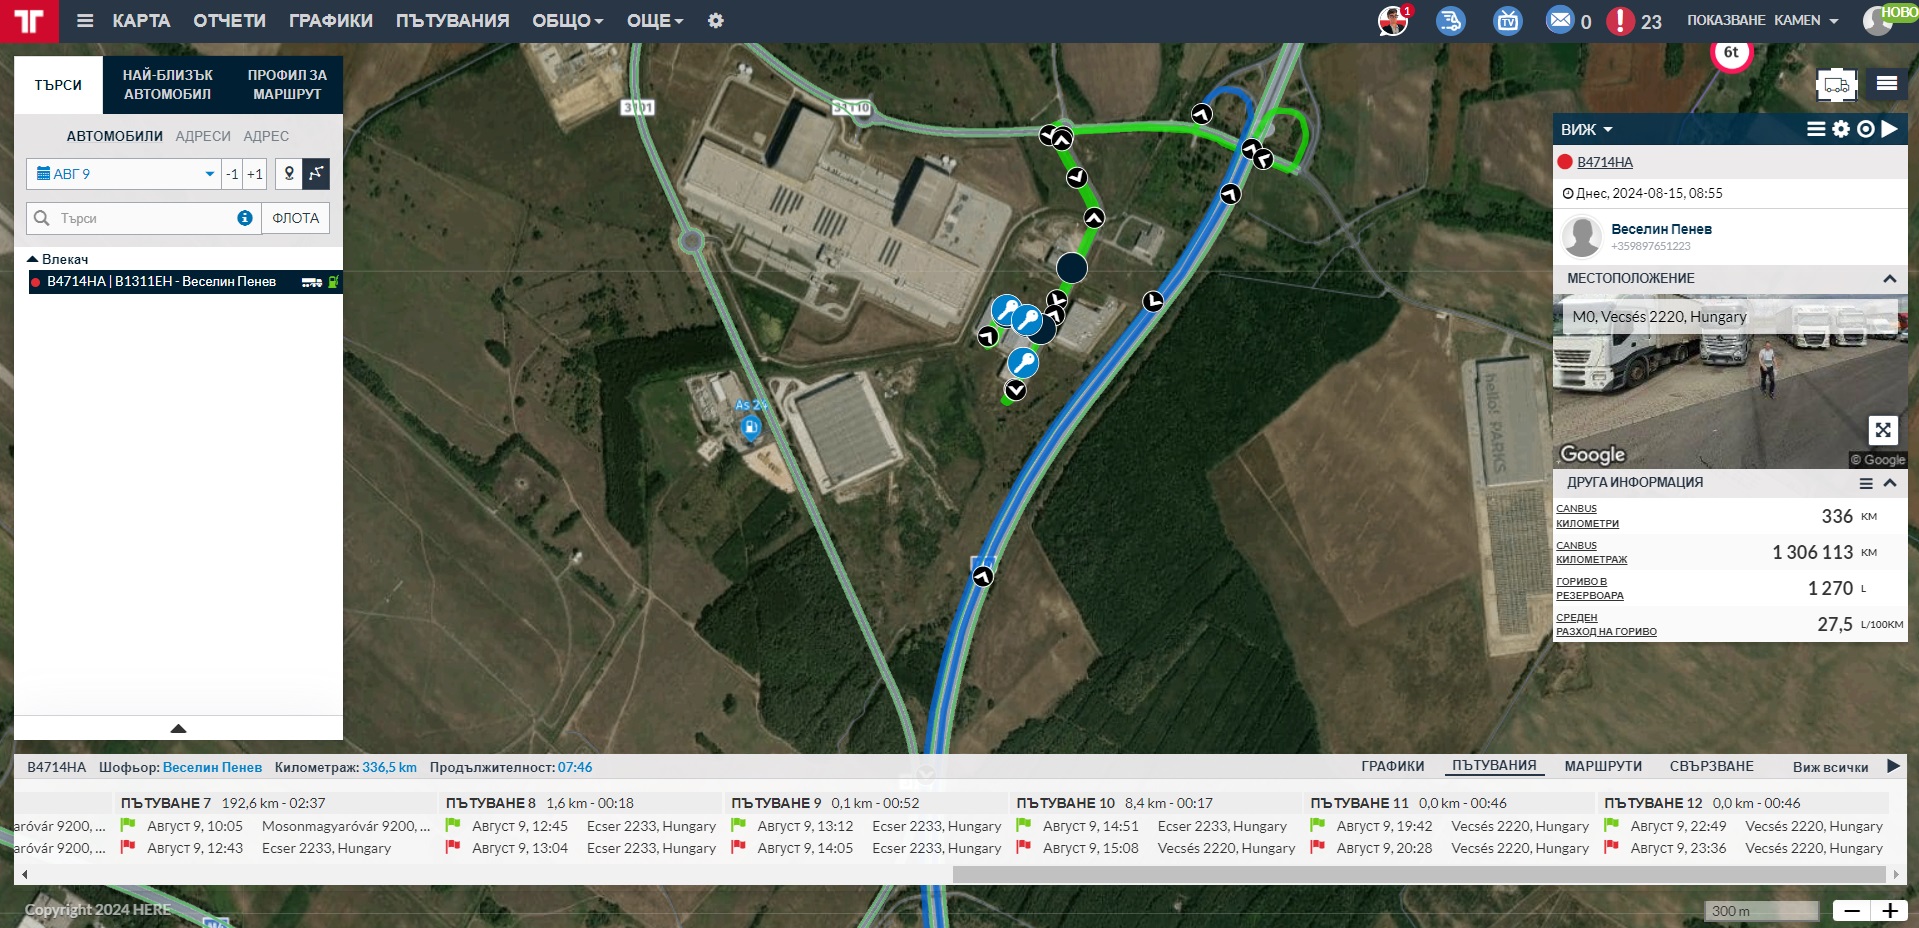 КАРТА ОТЧЕТИ ГРАФИКИ ПЪТУВАНИЯ ОБЩО ОЩЕ
1 0 23 ПОКАЗВАНЕ KAMEN НОВО
6t
ТЪРСИ
НАЙ-БЛИЗЪК АВТОМОБИЛ
ПРОФИЛ ЗА МАРШРУТ
АВТОМОБИЛИ АДРЕСИ АДРЕС
АВГ 9 -1 +1
Търси ФЛОТА
Влекач
B4714HA | B1311EH - Веселин Пенев
3101
31110
As 24
hello! PARKS
ВИЖ
B4714HA
Днес, 2024-08-15, 08:55
Веселин Пенев
+359897651223
МЕСТОПОЛОЖЕНИЕ
M0, Vecsés 2220, Hungary
Google
© Google
ДРУГА ИНФОРМАЦИЯ
CANBUS
КИЛОМЕТРИ
336 KM
CANBUS
КИЛОМЕТРАЖ
1 306 113 KM
ГОРИВО В
РЕЗЕРВОАРА
1 270 L
СРЕДЕН
РАЗХОД НА ГОРИВО
27,5 L/100KM
B4714HA Шофьор: Веселин Пенев Километраж: 336,5 km Продължителност: 07:46
ГРАФИКИ ПЪТУВАНИЯ МАРШРУТИ СВЪРЗВАНЕ Виж всички
ПЪТУВАНЕ 7 192,6 km - 02:37 ПЪТУВАНЕ 8 1,6 km - 00:18 ПЪТУВАНЕ 9 0,1 km - 00:52 ПЪТУВАНЕ 10 8,4 km - 00:17 ПЪТУВАНЕ 11 0,0 km - 00:46 ПЪТУВАНЕ 12 0,0 km - 00:46
aróvár 9200, ... Август 9, 10:05 Mosonmagyaróvár 9200, ... Август 9, 12:45 Ecser 2233, Hungary Август 9, 13:12 Ecser 2233, Hungary Август 9, 14:51 Ecser 2233, Hungary Август 9, 19:42 Vecsés 2220, Hungary Август 9, 22:49 Vecsés 2220, Hungary
aróvár 9200, ... Август 9, 12:43 Ecser 2233, Hungary Август 9, 13:04 Ecser 2233, Hungary Август 9, 14:05 Ecser 2233, Hungary Август 9, 15:08 Vecsés 2220, Hungary Август 9, 20:28 Vecsés 2220, Hungary Август 9, 23:36 Vecsés 2220, Hungary
Copyright 2024 HERE
300 m